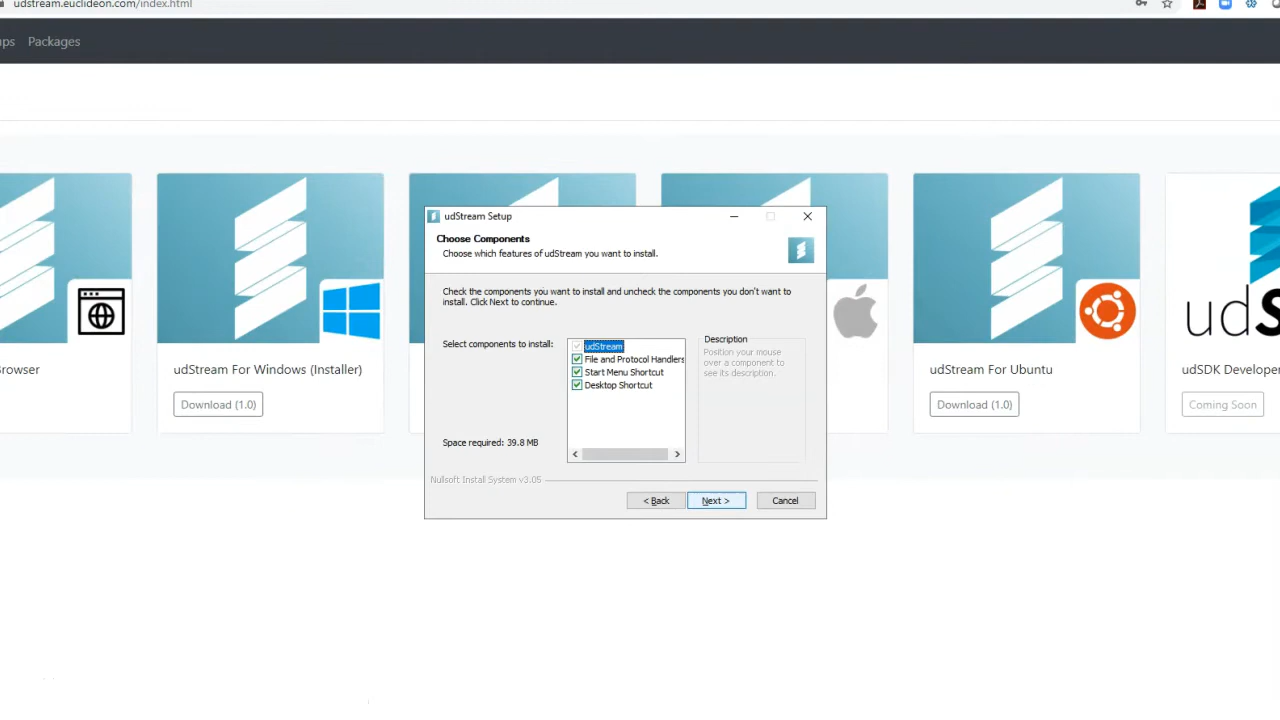 udstream.euclideon.com/index.html
Packages
udStream Setup
Choose Components
Choose which features of udStream you want to install.
Check the components you want to install and uncheck the components you don't want to
install. Click Next to continue.
Select components to install:
udStream
File and Protocol Handlers
Start Menu Shortcut
Desktop Shortcut
Description
Position your mouse
over a component to
see its description.
Space required: 39.8 MB
Nullsoft Install System v3.05
< Back
Next >
Cancel
udStream For Windows (Installer)
Download (1.0)
udStream For Ubuntu
Download (1.0)
udSDK
Coming Soon